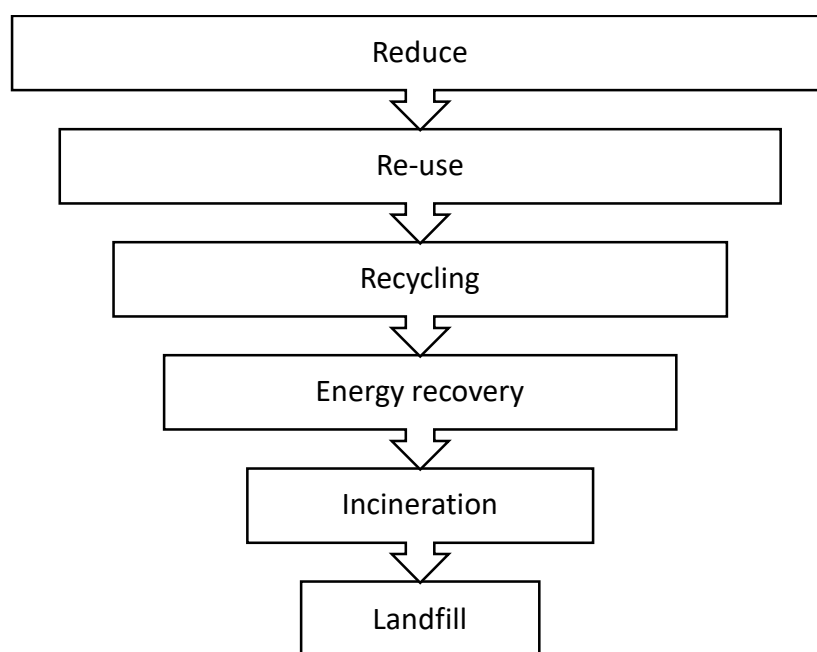 Reduce
Re-use
Recycling
Energy recovery
Incineration
Landfill